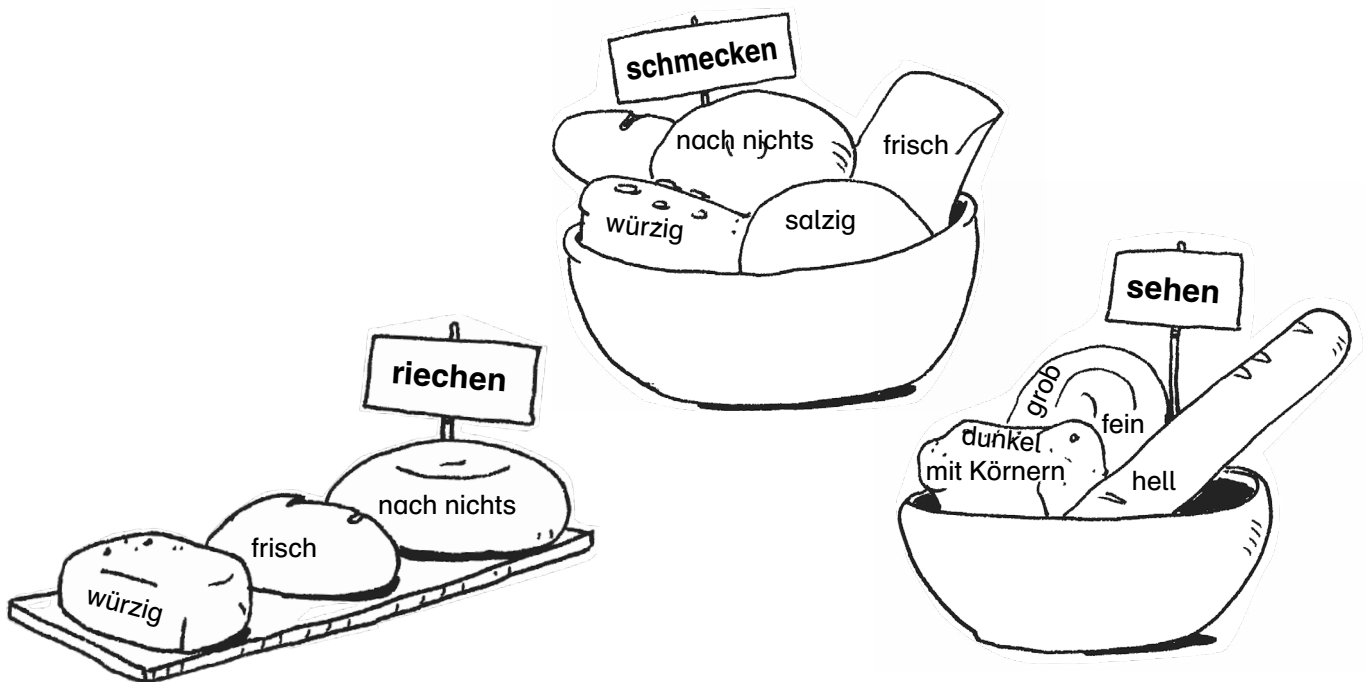 schmecken
nach nichts
frisch
würzig
salzig
sehen
grob
fein
dunkel
mit Körnern
hell
riechen
nach nichts
frisch
würzig